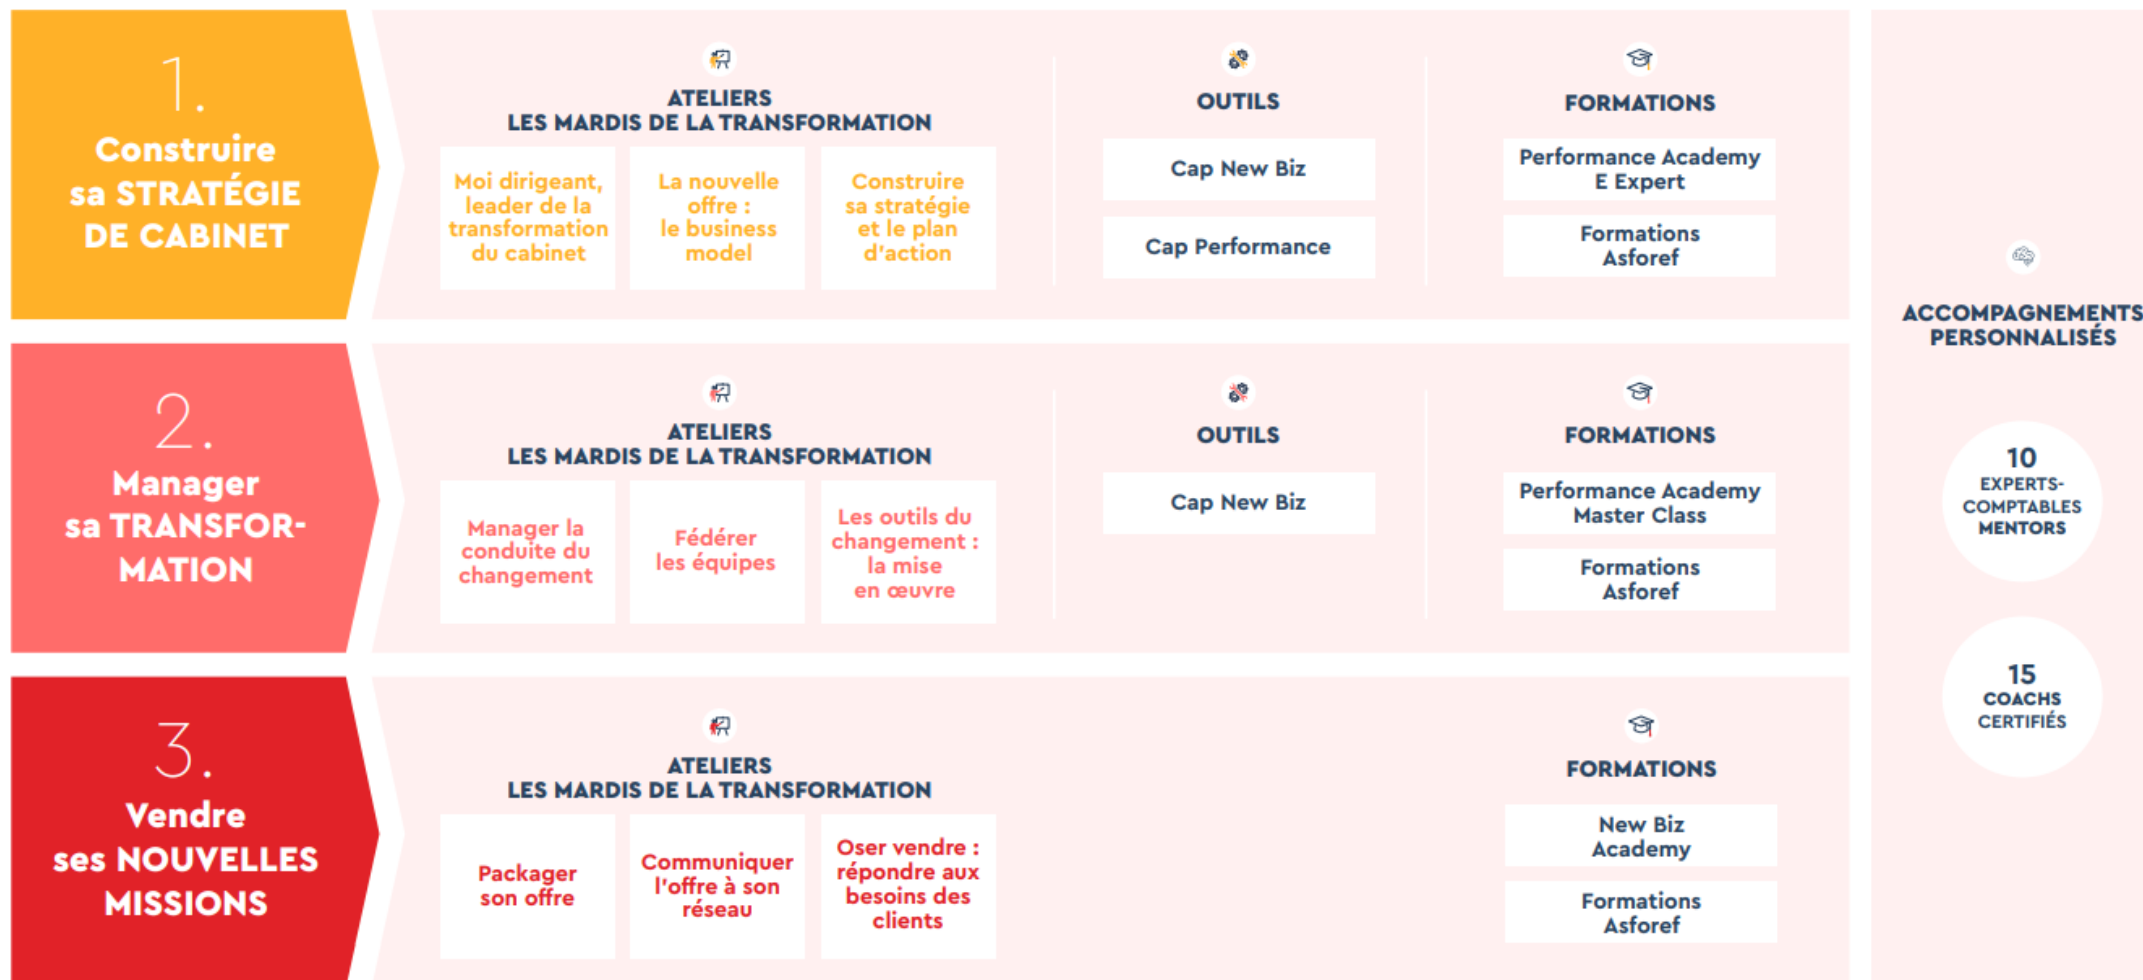 1.
Construire
sa STRATÉGIE
DE CABINET
ATELIERS
LES MARDIS DE LA TRANSFORMATION
Moi dirigeant,
leader de la
transformation
du cabinet
La nouvelle
offre :
le business
model
Construire
sa stratégie
et le plan
d'action
OUTILS
Cap New Biz
Cap Performance
FORMATIONS
Performance Academy
E Expert
Formations
Asforef
2.
Manager
sa TRANSFOR-
MATION
ATELIERS
LES MARDIS DE LA TRANSFORMATION
Manager la
conduite du
changement
Fédérer
les équipes
Les outils du
changement :
la mise
en œuvre
OUTILS
Cap New Biz
FORMATIONS
Performance Academy
Master Class
Formations
Asforef
3.
Vendre
ses NOUVELLES
MISSIONS
ATELIERS
LES MARDIS DE LA TRANSFORMATION
Packager
son offre
Communiquer
l'offre à son
réseau
Oser vendre :
répondre aux
besoins des
clients
FORMATIONS
New Biz
Academy
Formations
Asforef
ACCOMPAGNEMENTS
PERSONNALISÉS
10
EXPERTS-
COMPTABLES
MENTORS
15
COACHS
CERTIFIÉS